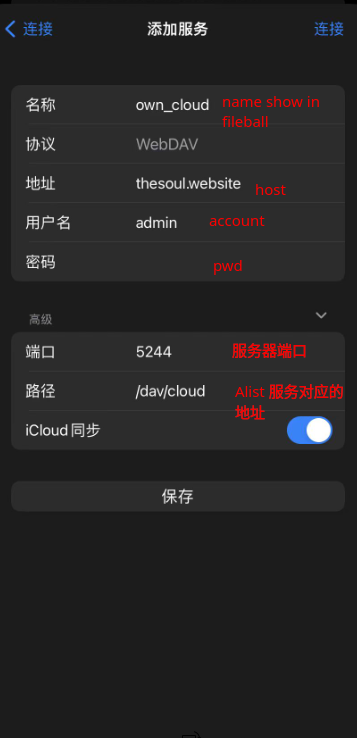 连接 添加服务 连接
名称 own_cloud name show in
fileball
协议 WebDAV
地址 thesoul.website host
用户名 admin account
密码 pwd
高级
端口 5244 服务器端口
路径 /dav/cloud Alist 服务对应的
地址
iCloud 同步
保存